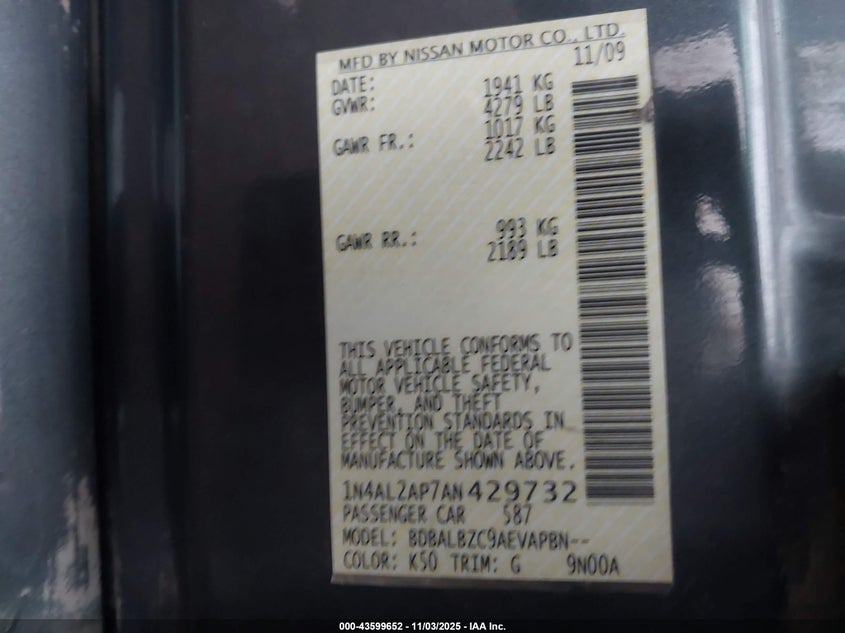 MFD BY NISSAN MOTOR CO., LTD.
DATE: 11/09
GVWR: 1941 KG
4279 LB
GAWR FR.: 1017 KG
2242 LB
GAWR RR.: 993 KG
2189 LB
THIS VEHICLE CONFORMS TO
ALL APPLICABLE FEDERAL
MOTOR VEHICLE SAFETY,
BUMPER, AND THEFT
PREVENTION STANDARDS IN
EFFECT ON THE DATE OF
MANUFACTURE SHOWN ABOVE.
1N4AL2AP7AN429732
PASSENGER CAR 587
MODEL: BDBALBZC9AEVAPBN--
COLOR: K50 TRIM: G 9N00A
000-43599652 - 11/03/2025 - IAA Inc.